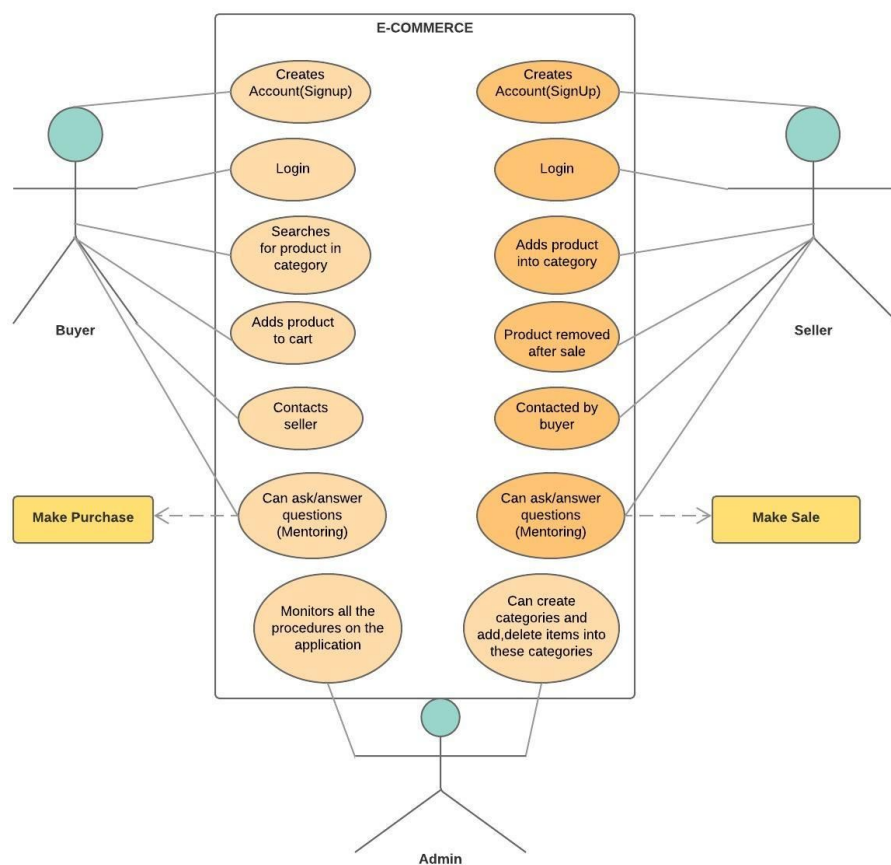 E-COMMERCE
Creates
Account(Signup)
Creates
Account(SignUp)
Login
Login
Searches
for product in
category
Adds product
into category
Buyer
Adds product
to cart
Product removed
after sale
Seller
Contacts
seller
Contacted by
buyer
Make Purchase
Can ask/answer
questions
(Mentoring)
Can ask/answer
questions
(Mentoring)
Make Sale
Monitors all the
procedures on the
application
Can create
categories and
add,delete items into
these categories
Admin